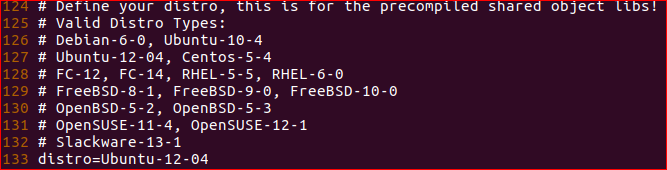 124 # Define your distro, this is for the precompiled shared object libs!
125 # Valid Distro Types:
126 # Debian-6-0, Ubuntu-10-4
127 # Ubuntu-12-04, Centos-5-4
128 # FC-12, FC-14, RHEL-5-5, RHEL-6-0
129 # FreeBSD-8-1, FreeBSD-9-0, FreeBSD-10-0
130 # OpenBSD-5-2, OpenBSD-5-3
131 # OpenSUSE-11-4, OpenSUSE-12-1
132 # Slackware-13-1
133 distro=Ubuntu-12-04